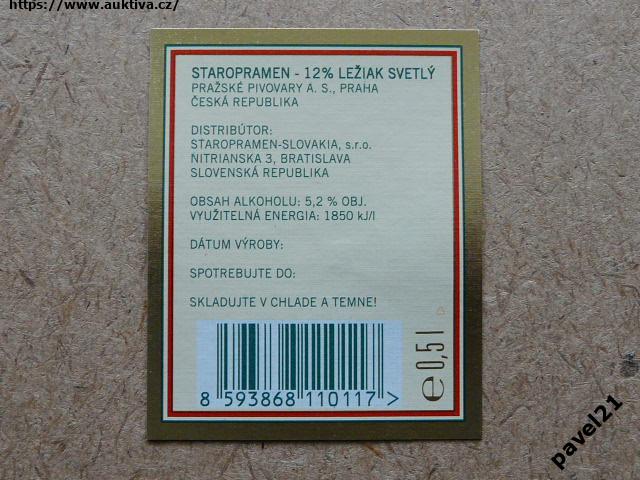 https://www.auktiva.cz/
STAROPRAMEN - 12% LEŽIAK SVETLÝ
PRAŽSKÉ PIVOVARY A. S., PRAHA
ČESKÁ REPUBLIKA
DISTRIBÚTOR:
STAROPRAMEN-SLOVAKIA, s.r.o.
NITRIANSKA 3, BRATISLAVA
SLOVENSKÁ REPUBLIKA
OBSAH ALKOHOLU: 5,2 % OBJ.
VYUŽITELNÁ ENERGIA: 1850 kJ/l
DÁTUM VÝROBY:
SPOTREBUJTE DO:
SKLADUJTE V CHLADE A TEMNE!
8 593868 110117 >
e 0,5 l
pavel21